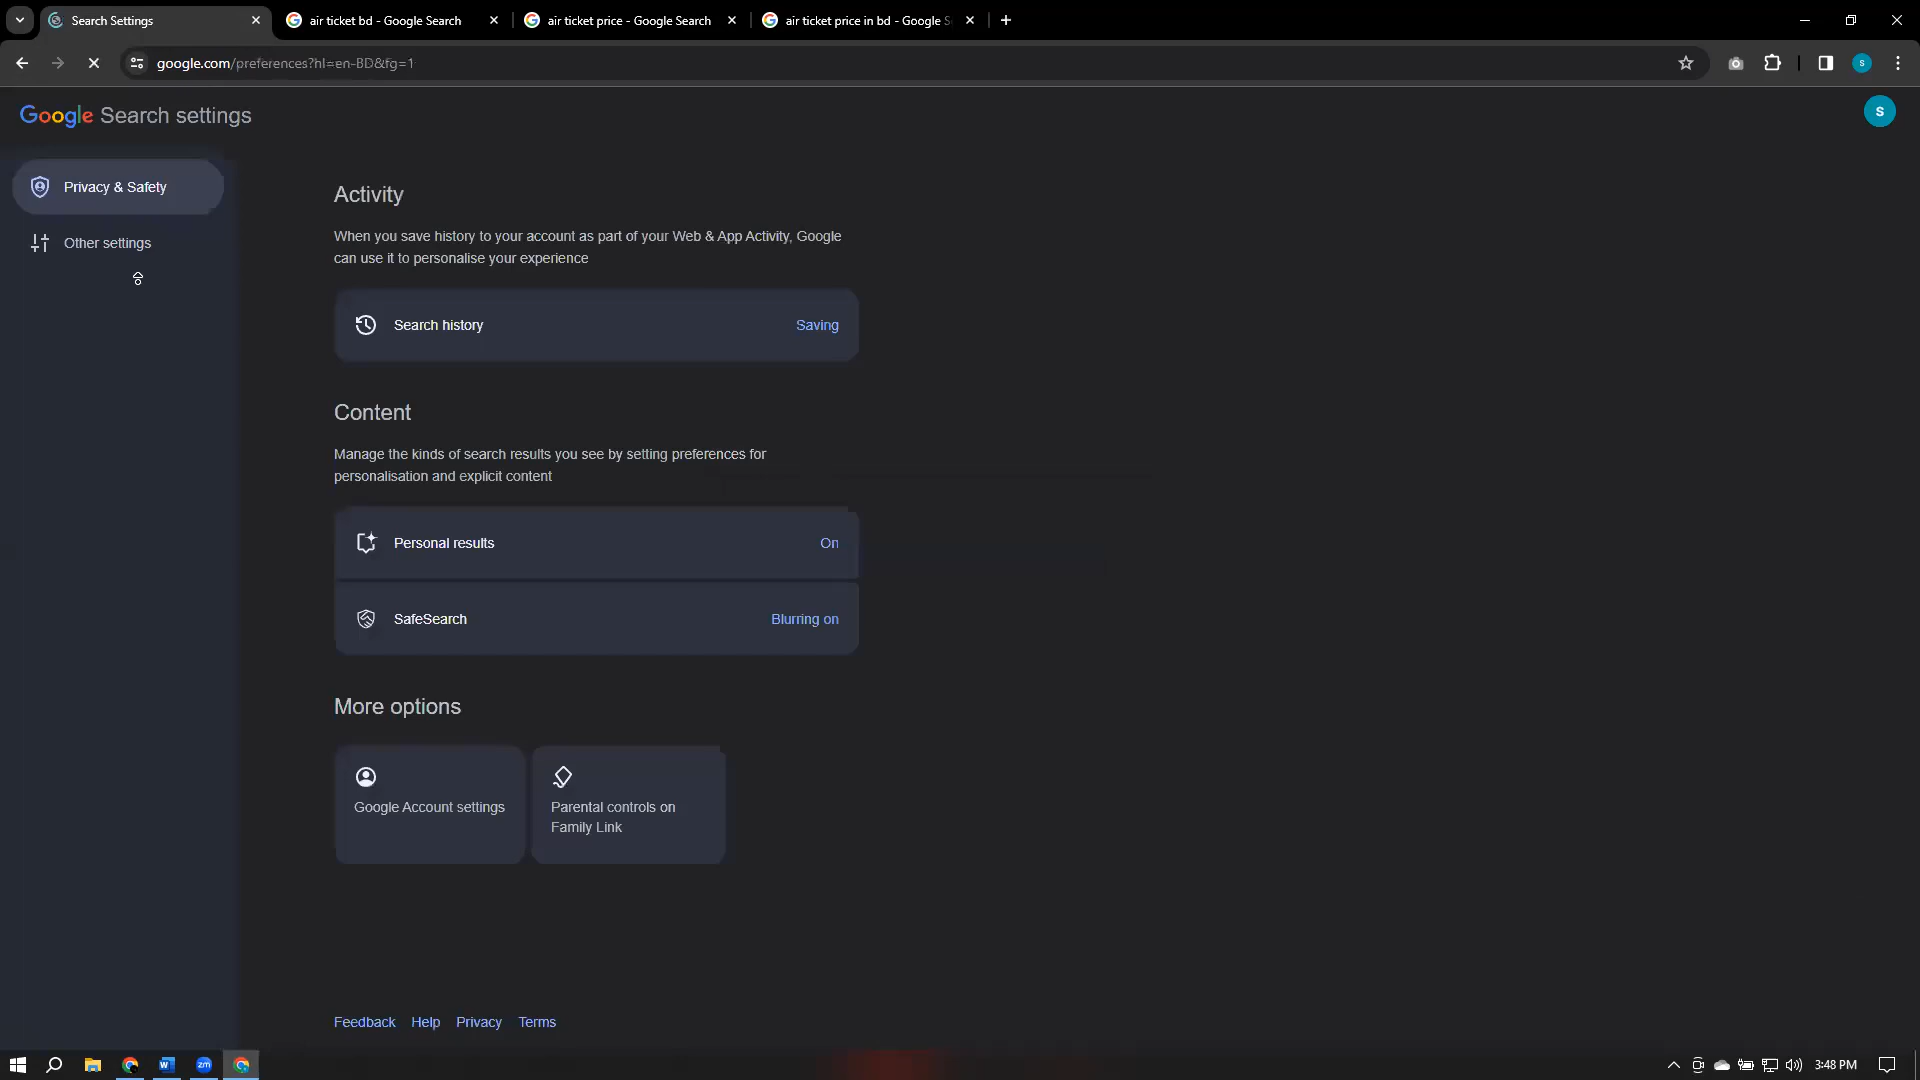 Search Settings
air ticket bd - Google Search
air ticket price - Google Search
air ticket price in bd - Google S
google.com/preferences?hl=en-BD&fg=1
S
Google Search settings
S
Privacy & Safety
Other settings
Activity
When you save history to your account as part of your Web & App Activity, Google
can use it to personalise your experience
Search history
Saving
Content
Manage the kinds of search results you see by setting preferences for
personalisation and explicit content
Personal results
On
SafeSearch
Blurring on
More options
Google Account settings
Parental controls on
Family Link
Feedback Help Privacy Terms
W
zm
3:48 PM